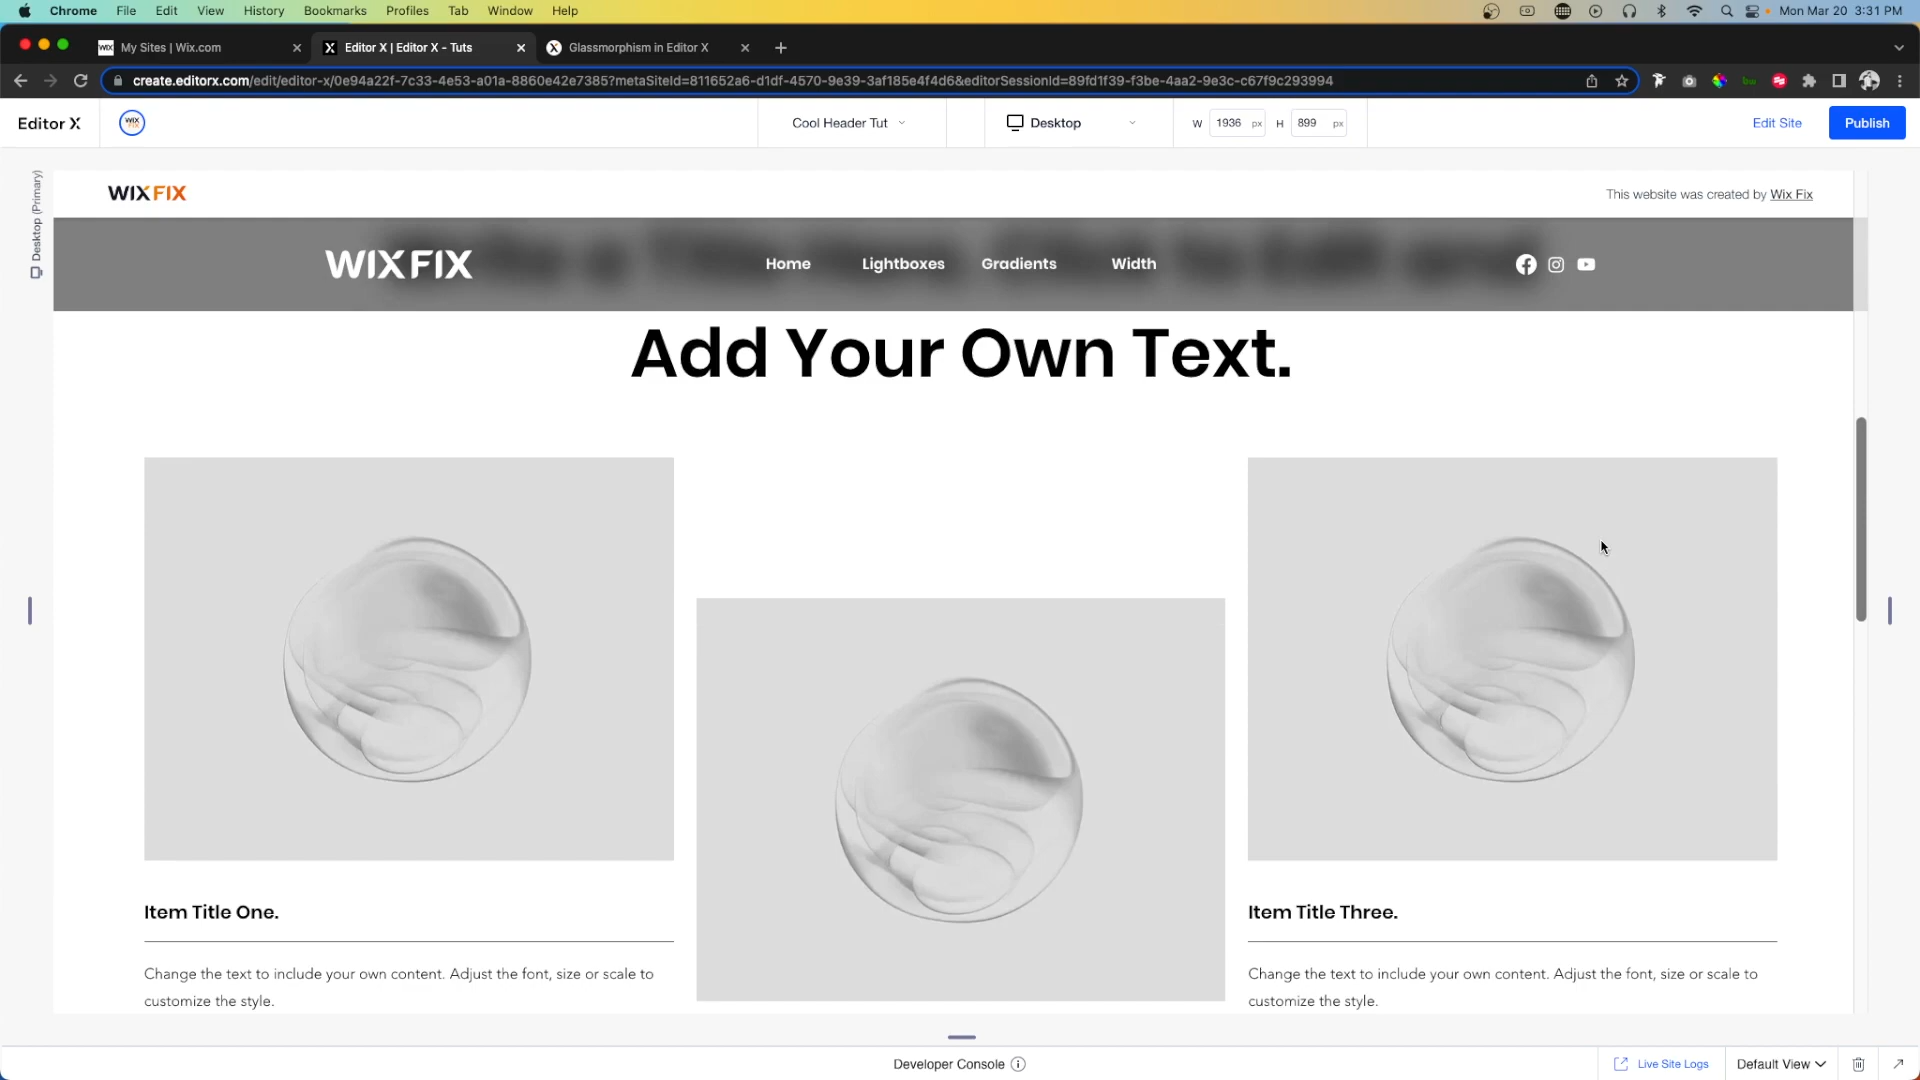 Chrome File Edit View History Bookmarks Profiles Tab Window Help Mon Mar 20 3:31 PM
WIX My Sites | Wix.com X Editor X | Editor X - Tuts X Glassmorphism in Editor X
create.editorx.com/edit/editor-x/0e94a22f-7c33-4e53-a01a-8860e42e7385?metaSiteId=811652a6-d1df-4570-9e39-3af185e4f4d6&editorSessionId=89fd1f39-f3be-4aa2-9e3c-c67f9c293994
Editor X WIX FIX Cool Header Tut Desktop W 1936 px H 899 px Edit Site Publish
Desktop (Primary)
WIXFIX This website was created by Wix Fix
WIXFIX Home Lightboxes Gradients Width
Add Your Own Text.
Item Title One. Item Title Three.
Change the text to include your own content. Adjust the font, size or scale to Change the text to include your own content. Adjust the font, size or scale to
customize the style. customize the style.
Developer Console Live Site Logs Default View